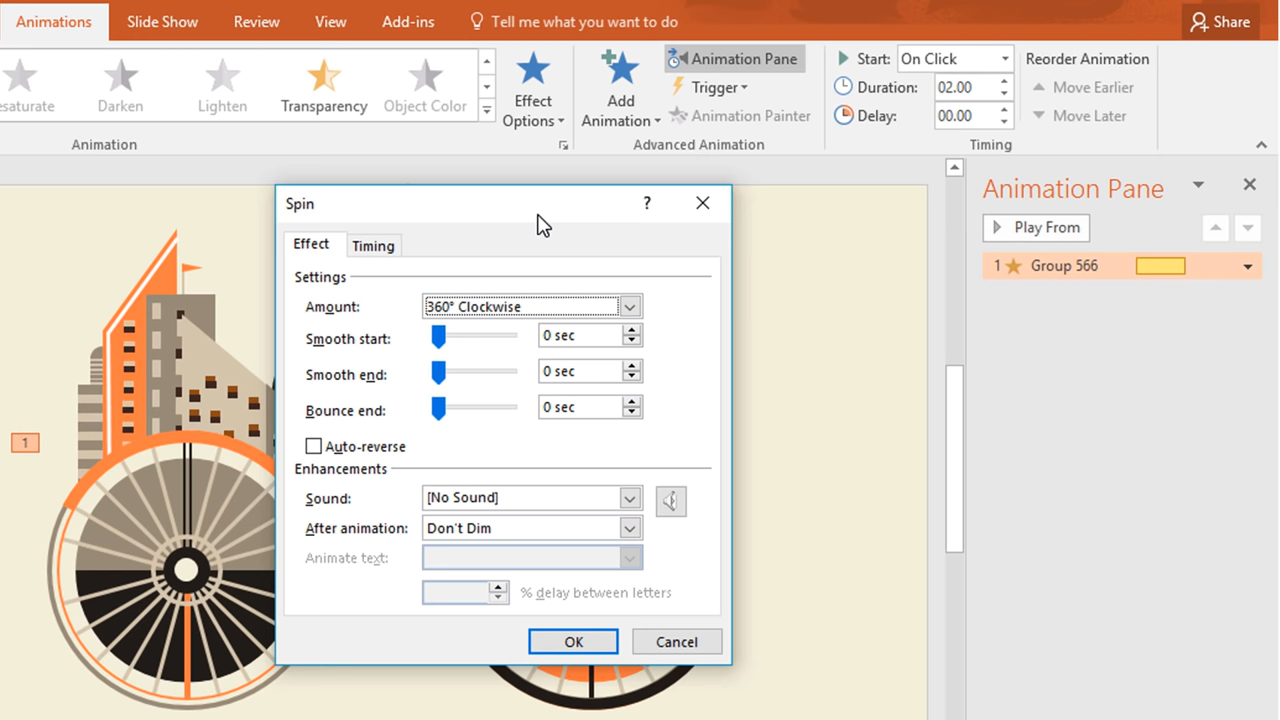 Animations Slide Show Review View Add-ins Tell me what you want to do Share
esaturate Darken Lighten Transparency Object Color
Effect Options
Add Animation
Animation Pane
Trigger
Animation Painter
Start: On Click
Duration: 02.00
Delay: 00.00
Reorder Animation
Move Earlier
Move Later
Animation Advanced Animation Timing
Animation Pane
Play From
1 Group 566
1
Spin ?
Effect Timing
Settings
Amount: 360° Clockwise
Smooth start: 0 sec
Smooth end: 0 sec
Bounce end: 0 sec
Auto-reverse
Enhancements
Sound: [No Sound]
After animation: Don't Dim
Animate text:
% delay between letters
OK Cancel